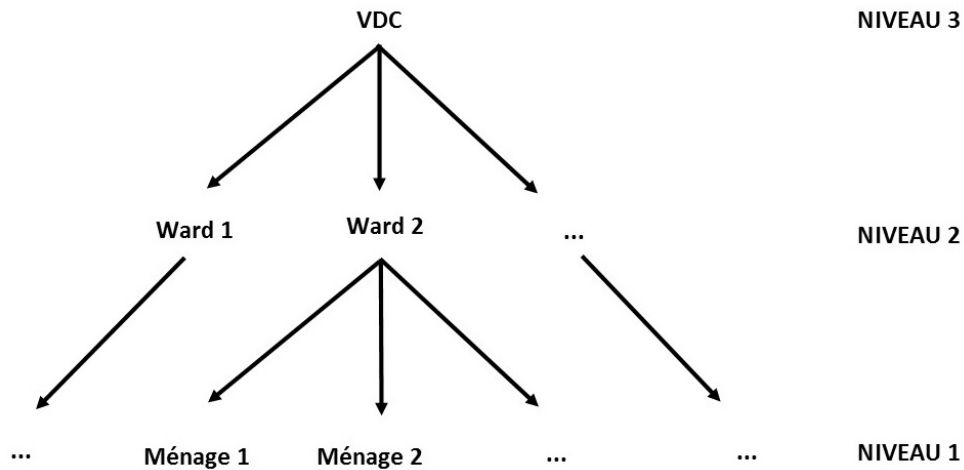 VDC NIVEAU 3
Ward 1 Ward 2 ... NIVEAU 2
... Ménage 1 Ménage 2 ... ... NIVEAU 1